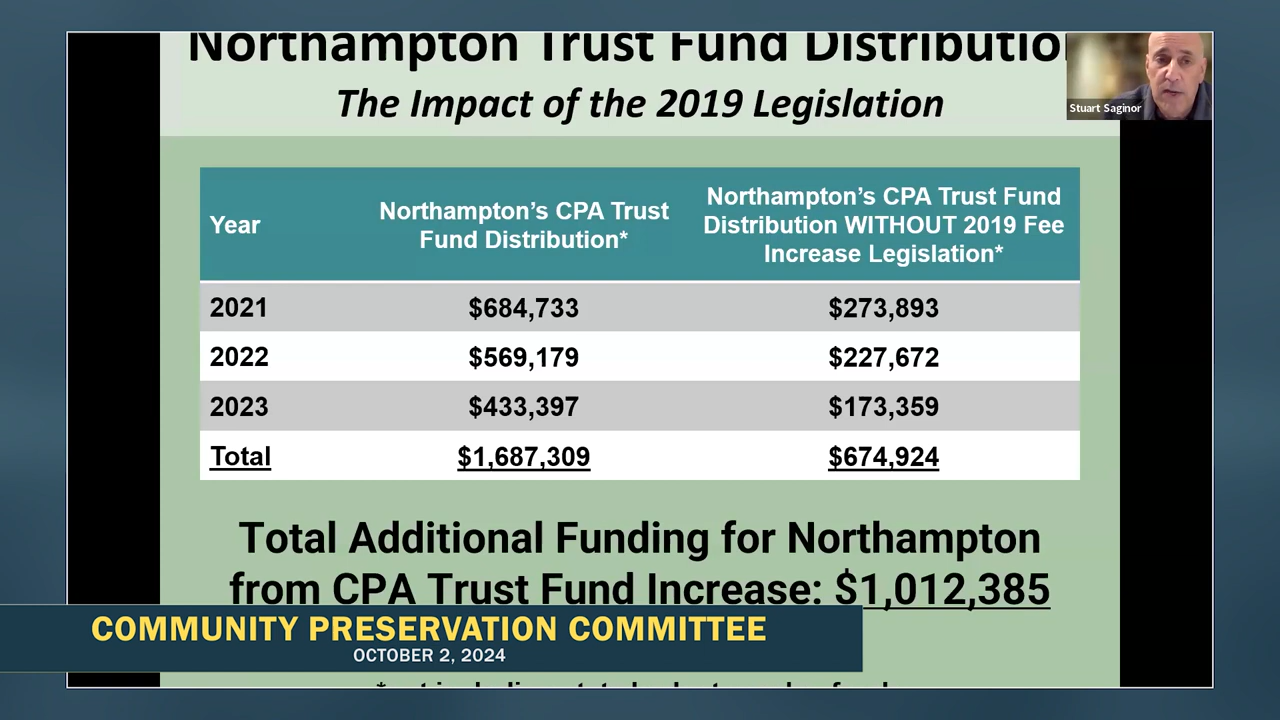 Northampton Trust Fund Distribution
The Impact of the 2019 Legislation
Stuart Saginor
Year
Northampton’s CPA Trust
Fund Distribution*
Northampton’s CPA Trust Fund
Distribution WITHOUT 2019 Fee
Increase Legislation*
2021 $684,733 $273,893
2022 $569,179 $227,672
2023 $433,397 $173,359
Total $1,687,309 $674,924
Total Additional Funding for Northampton
from CPA Trust Fund Increase: $1,012,385
COMMUNITY PRESERVATION COMMITTEE
OCTOBER 2, 2024